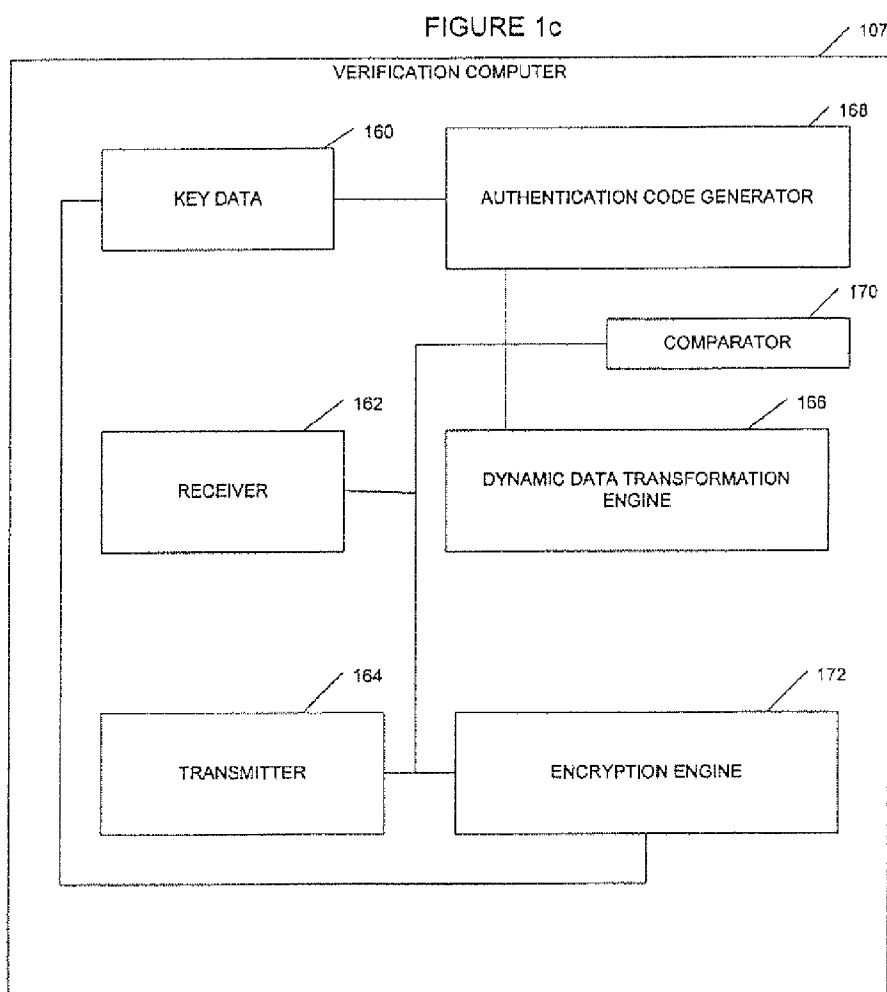 FIGURE 1c
107
VERIFICATION COMPUTER
168
160
KEY DATA
AUTHENTICATION CODE GENERATOR
170
COMPARATOR
162
166
RECEIVER
DYNAMIC DATA TRANSFORMATION
ENGINE
164
172
TRANSMITTER
ENCRYPTION ENGINE